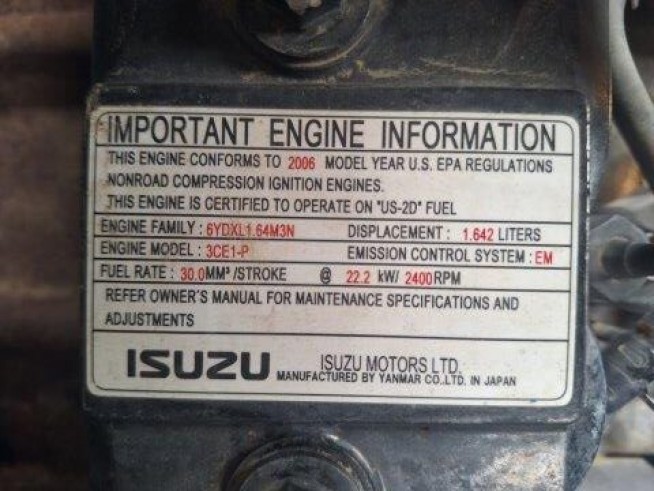 IMPORTANT ENGINE INFORMATION
THIS ENGINE CONFORMS TO 2006 MODEL YEAR U.S. EPA REGULATIONS
NONROAD COMPRESSION IGNITION ENGINES.
THIS ENGINE IS CERTIFIED TO OPERATE ON "US-2D" FUEL
ENGINE FAMILY : 6YDXL1.64M3N DISPLACEMENT : 1.642 LITERS
ENGINE MODEL : 3CE1-P EMISSION CONTROL SYSTEM : EM
FUEL RATE : 30.0MM³ /STROKE @ 22.2 kW/ 2400RPM
REFER OWNER'S MANUAL FOR MAINTENANCE SPECIFICATIONS AND
ADJUSTMENTS
ISUZU ISUZU MOTORS LTD.
MANUFACTURED BY YANMAR CO.,LTD. IN JAPAN